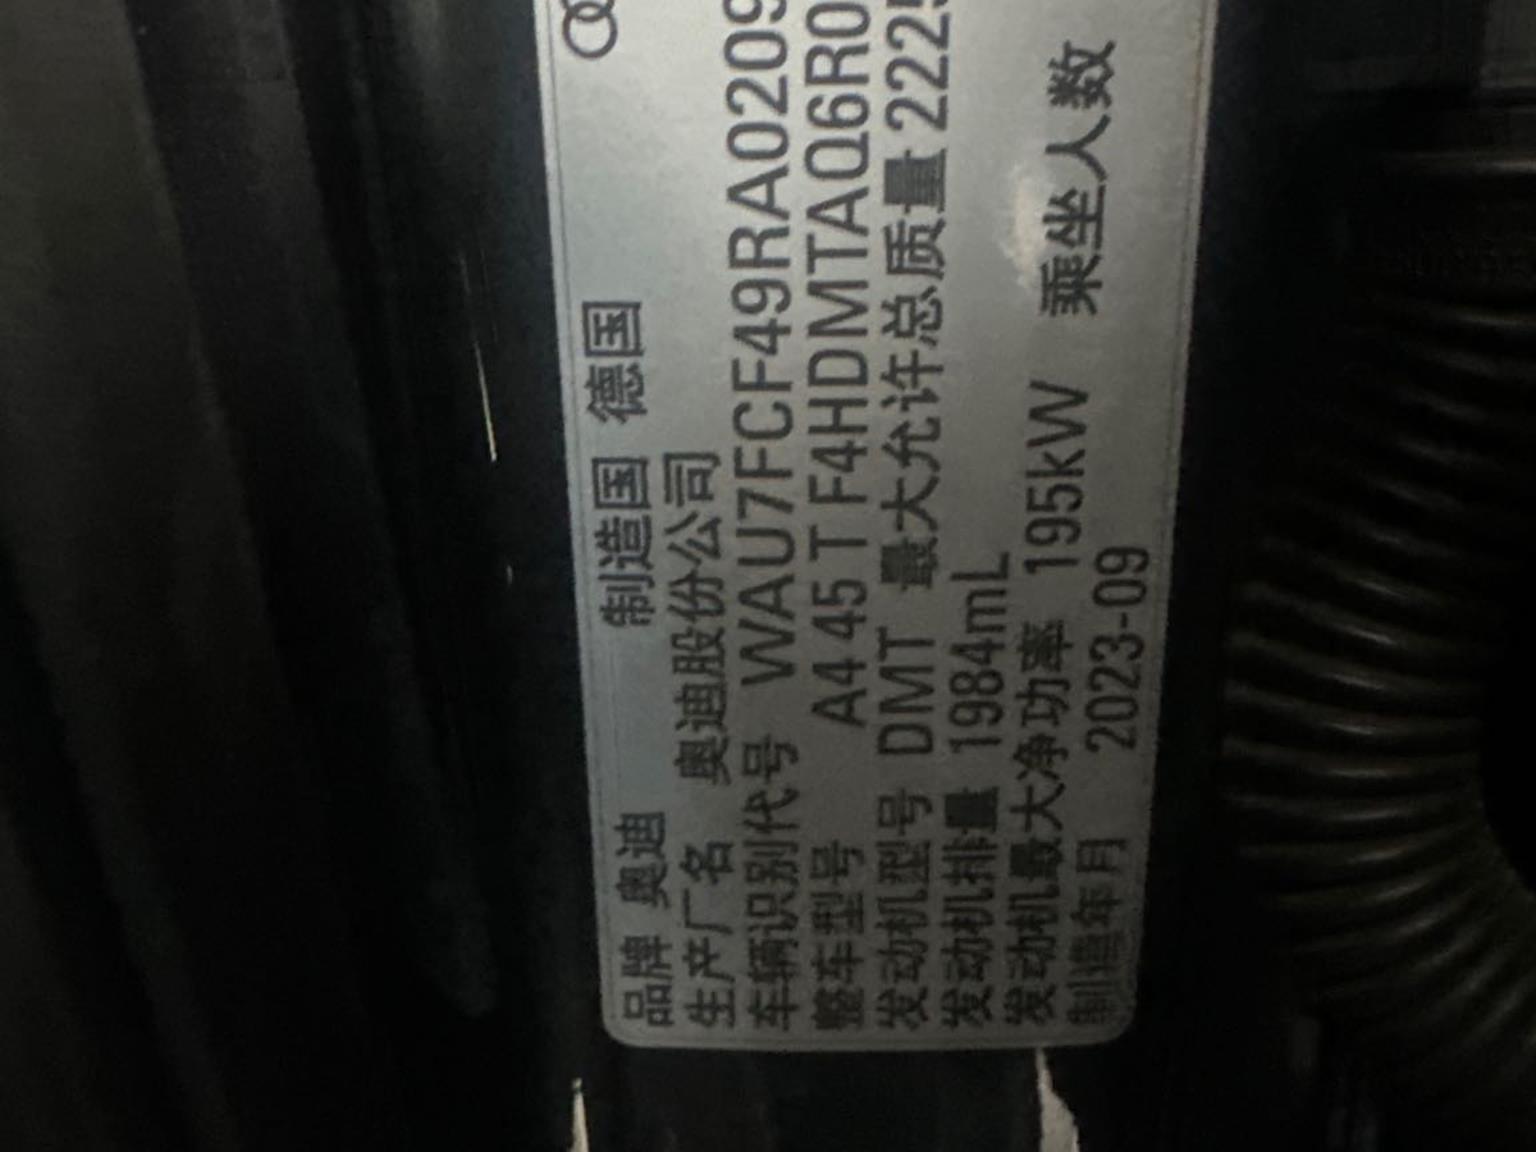 品牌 奥迪 制造国 德国
生产厂名 奥迪股份公司
车辆识别代号 WAU7FCF49RA0209
整车型号 A4 45 T F4HDMTAQ6R0
发动机型号 DMT 最大允许总质量 2225
发动机排量 1984mL
发动机最大净功率 195kW 乘坐人数
制造年月 2023-09